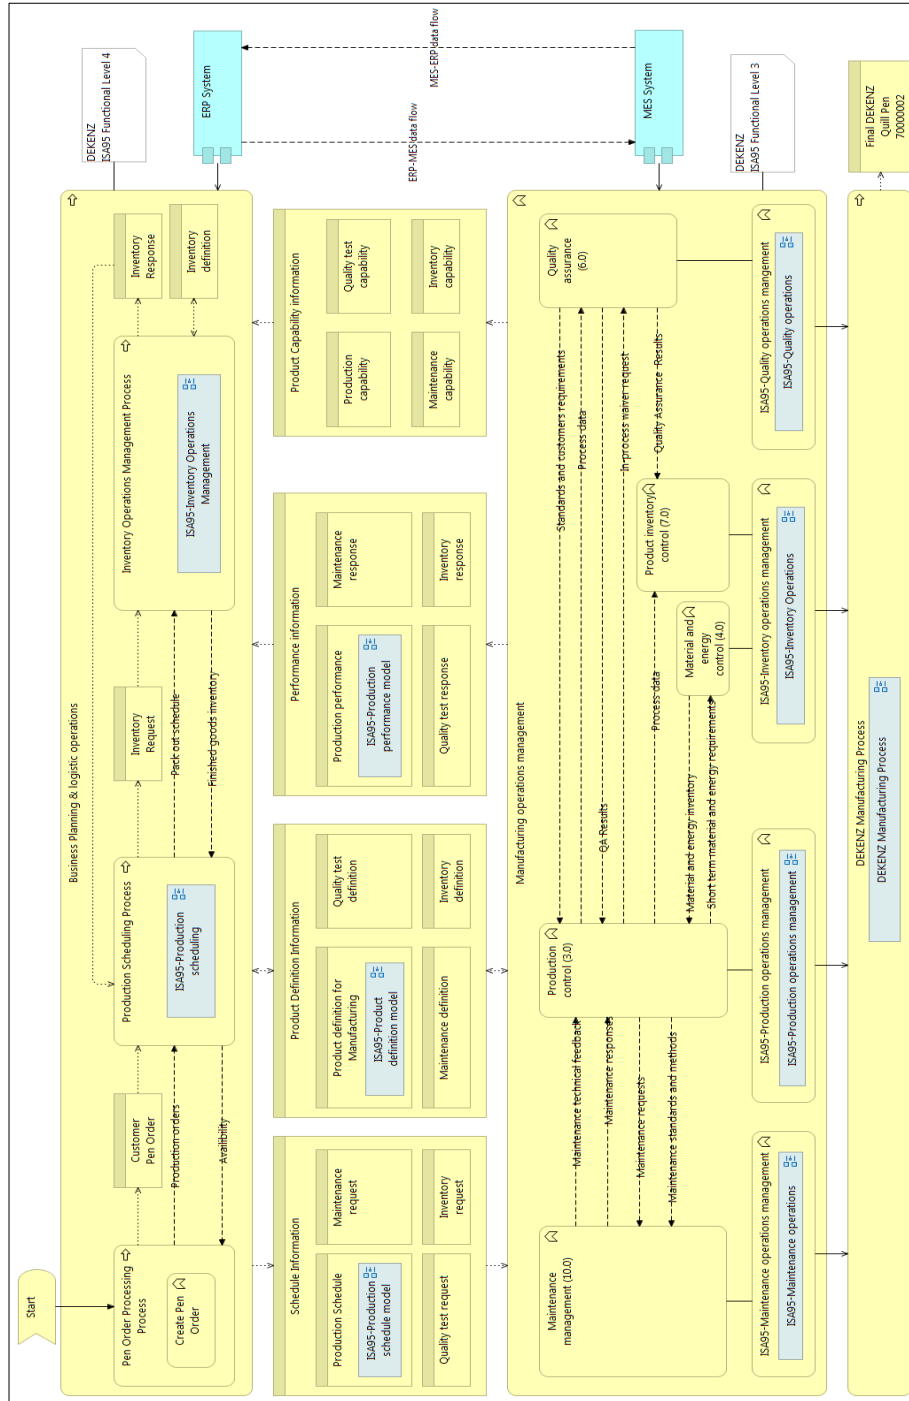 Start
Business Planning & logistic operations
DEKENZ
ISA95 Functional Level 4
Pen Order Processing
Process
Create Pen
Order
Customer
Pen Order
Production orders
Availibility
Production Scheduling Process
ISA95-Production
scheduling
Inventory
Request
Pack out schedule
Finished goods inventory
Inventory Operations Management Process
ISA95-Inventory Operations
Management
Inventory
Response
Inventory
definition
ERP System
Schedule Information
Production Schedule
ISA95-Production
schedule model
Maintenance
request
Quality test request
Inventory
request
Product Definition Information
Product definition for
Manufacturing
ISA95-Product
definition model
Quality test
definition
Maintenance definition
Inventory
definition
Performance information
Production performance
ISA95-Production
performance model
Maintenance
response
Quality test response
Inventory
response
Product Capability information
Production
capability
Quality test
capability
Maintenance
capability
Inventory
capability
ERP-MES data flow
MES-ERP data flow
Manufacturing operations management
Maintenance
management (10.0)
Maintenance technical feedback
Maintenance responses
Maintenance requests
Maintenance standards and methods
Production
control (3.0)
Standards and customers requirements
Process data
QA Results
In-process waiver request
Process data
Quality Assurance Results
Material and energy inventory
Short term material and energy requirements
Product inventory
control (7.0)
Material and
energy
control (4.0)
Quality
assurance
(6.0)
MES System
DEKENZ
ISA95 Functional Level 3
ISA95-Maintenance operations management
ISA95-Maintenance operations
ISA95-Production operations management
ISA95-Production operations management
ISA95-Inventory operations management
ISA95-Inventory Operations
ISA95-Quality operations mangement
ISA95-Quality operations
DEKENZ Manufacturing Process
DEKENZ Manufacturing Process
Final DEKENZ
Quill Pen
70000002